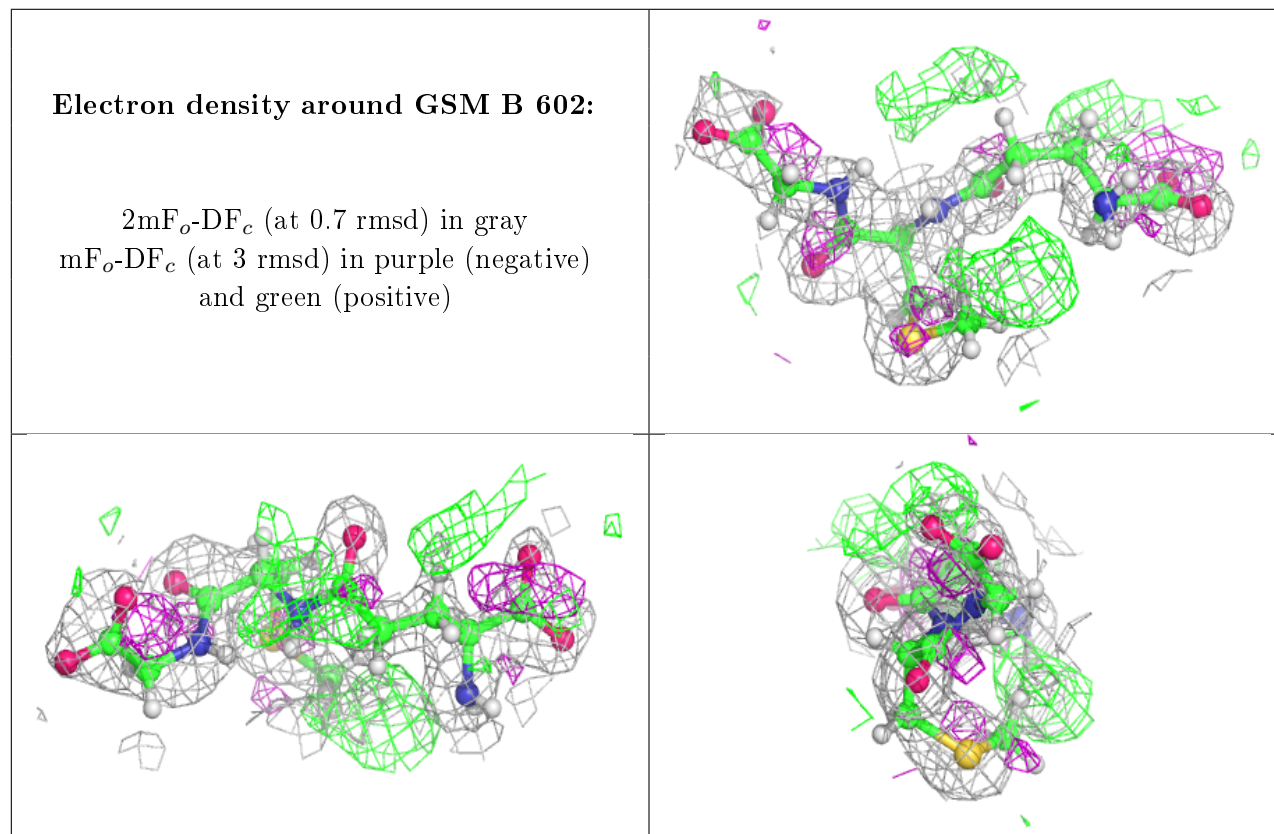 Electron density around GSM B 602:
2mFo-DFc (at 0.7 rmsd) in gray
mFo-DFc (at 3 rmsd) in purple (negative)
and green (positive)